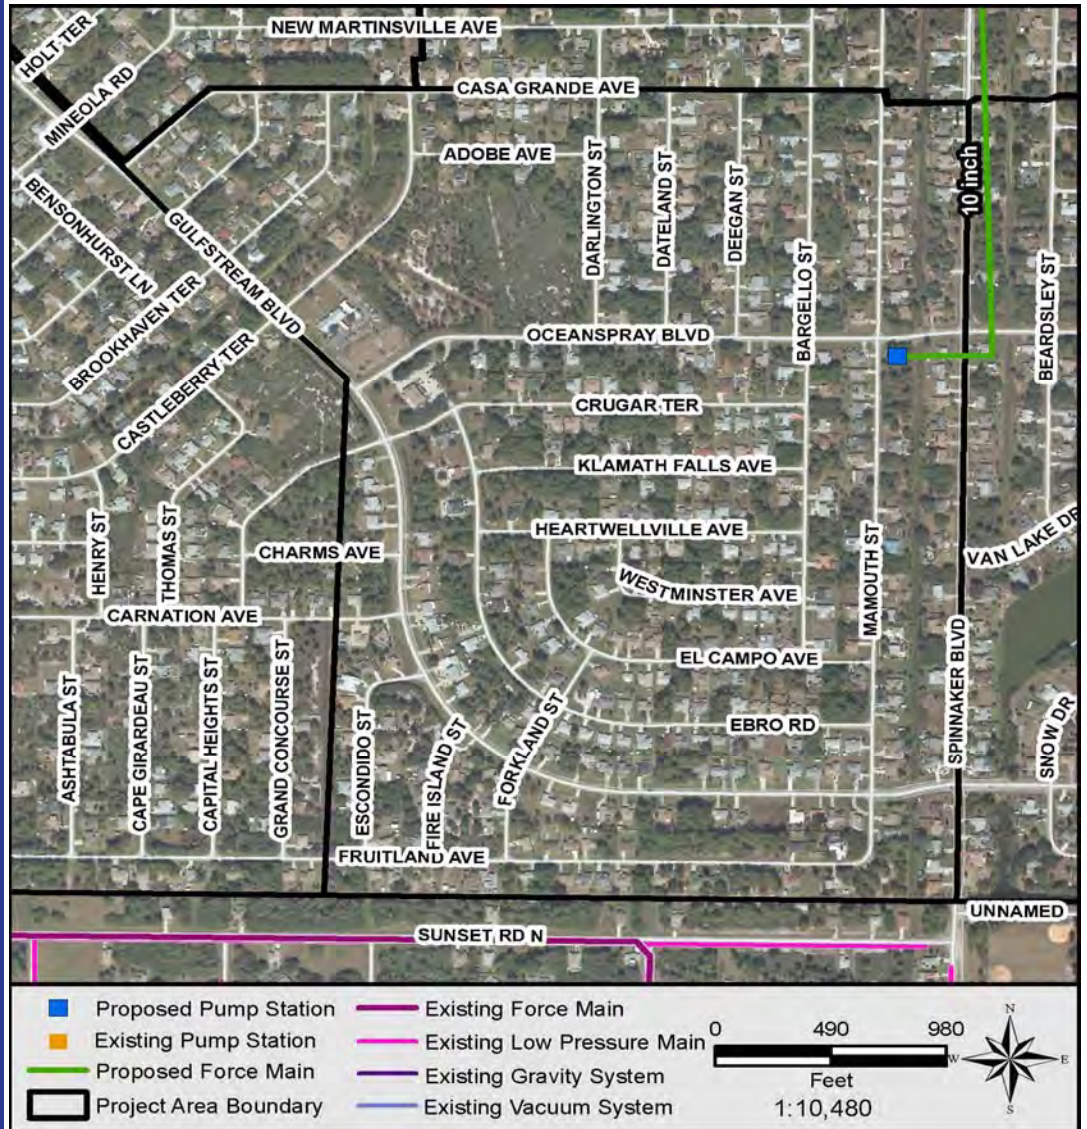 NEW MARTINSVILLE AVE
HOLT TER
MINEOLA RD
CASA GRANDE AVE
ADOBE AVE
BENSONHURST LN
GULFSTREAM BLVD
DARLINGTON ST
DATELAND ST
DEEGAN ST
BARGELLO ST
10 inch
BEARDSLEY ST
BROOKHAVEN TER
CASTLEBERRY TER
OCEANSPRAY BLVD
CRUGAR TER
KLAMATH FALLS AVE
HEARTWELLVILLE AVE
HENRY ST
THOMAS ST
CHARMS AVE
WESTMINSTER AVE
MAMOUTH ST
VAN LAKE DR
CARNATION AVE
EL CAMPO AVE
ASHTABULA ST
CAPE GIRARDEAU ST
CAPITAL HEIGHTS ST
GRAND CONCOURSE ST
ESCONDIDO ST
FIRE ISLAND ST
FORKLAND ST
EBRO RD
SPINNAKER BLVD
SNOW DR
FRUITLAND AVE
UNNAMED
SUNSET RD N
Proposed Pump Station
Existing Pump Station
Proposed Force Main
Project Area Boundary
Existing Force Main
Existing Low Pressure Main
Existing Gravity System
Existing Vacuum System
0 490 980
Feet
1:10,480
N
W E
S